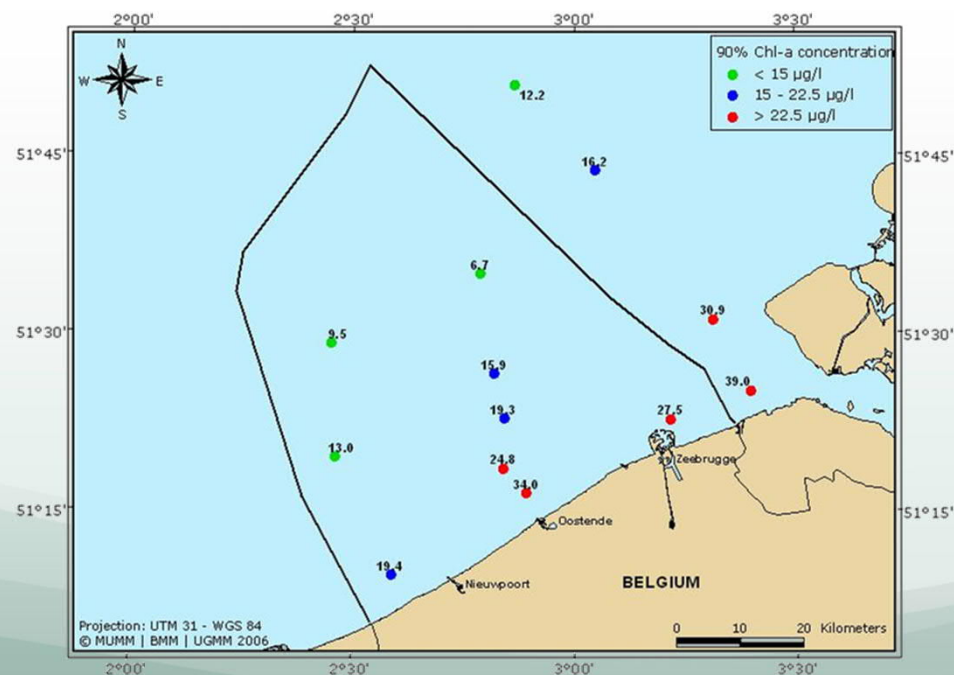 2°00'
2°30'
3°00'
3°30'
N
W
E
S
90% Chl-a concentration
< 15 µg/l
15 - 22.5 µg/l
> 22.5 µg/l
12.2
51°45'
51°45'
16.2
6.7
30.9
51°30'
51°30'
9.5
15.9
39.0
19.3
27.5
13.0
24.8
Zeebrugge
34.0
51°15'
51°15'
Oostende
19.4
Nieuwpoort
BELGIUM
Projection: UTM 31 - WGS 84
© MUMM | BMM | UGMM 2006
0 10 20 Kilometers
2°00'
2°30'
3°00'
3°30'